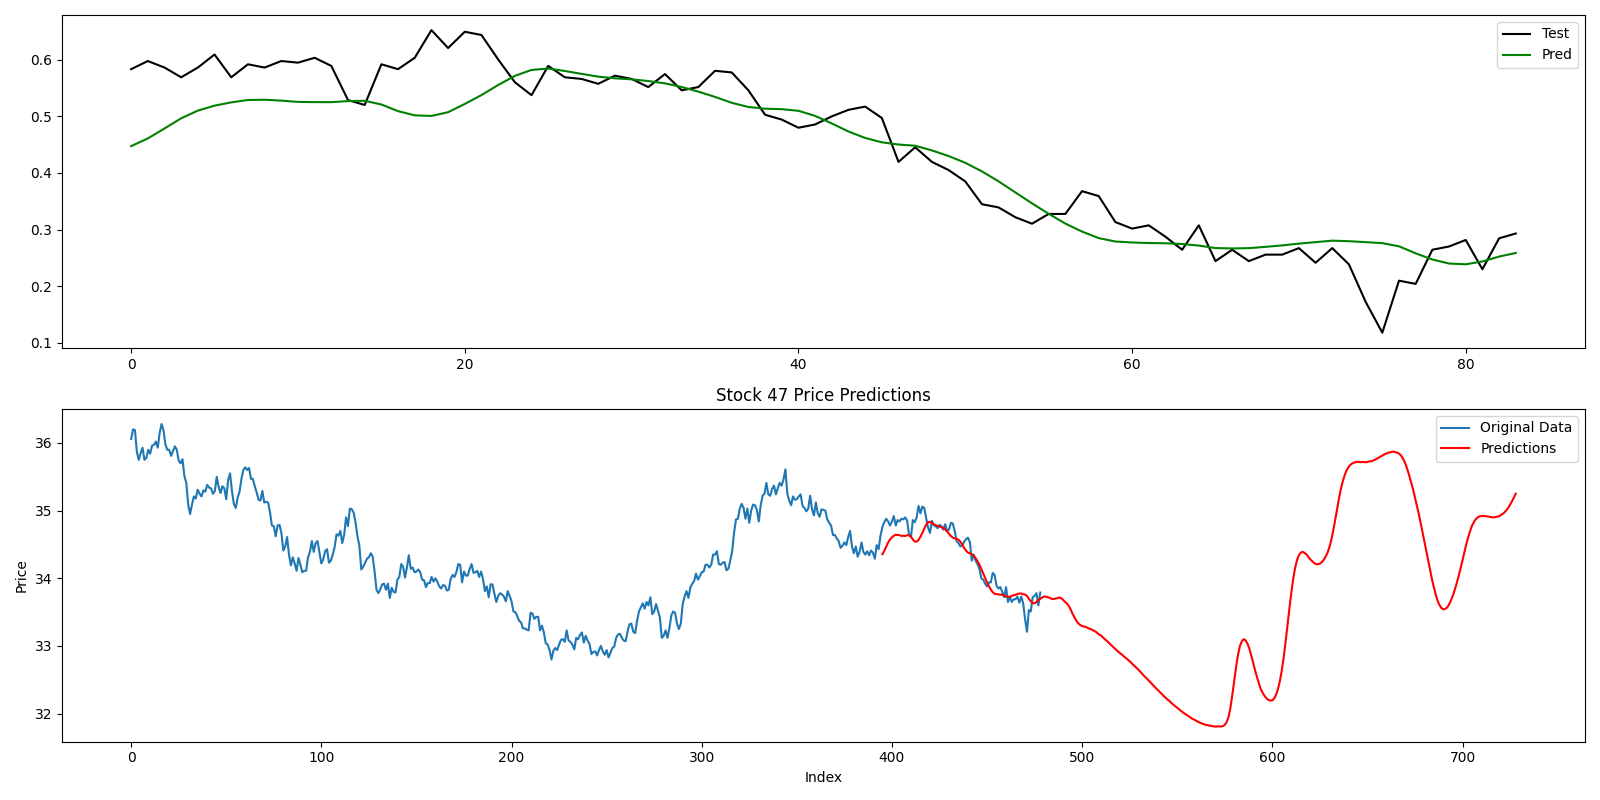 0.6
0.5
0.4
0.3
0.2
0.1
Test
Pred
0 20 40 60 80
Stock 47 Price Predictions
Price
36
35
34
33
32
Original Data
Predictions
0 100 200 300 400 500 600 700
Index